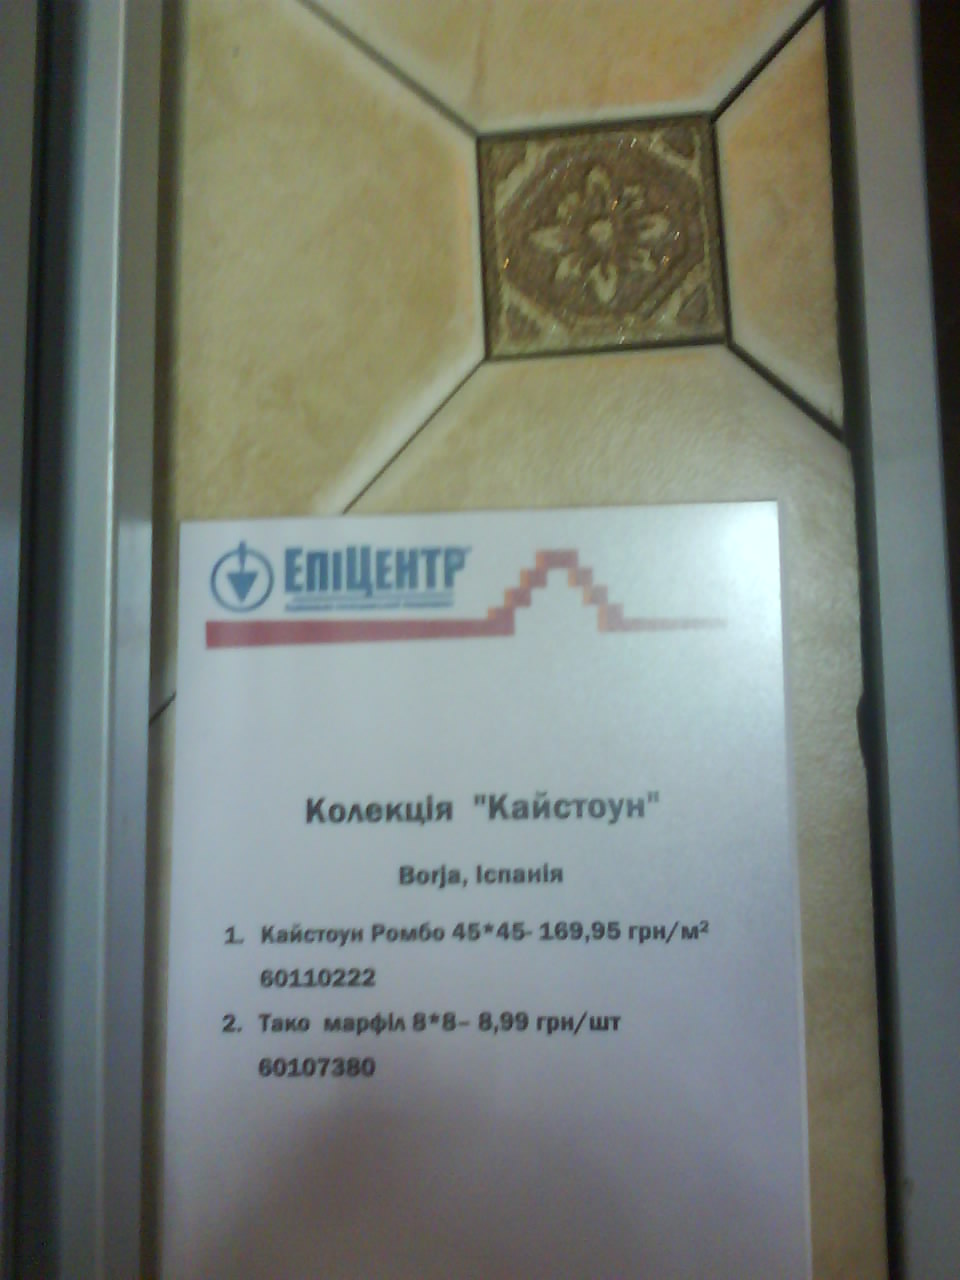 ЕПІЦЕНТР
Колекція "Кайстоун"
Borja, Іспанія
1. Кайстоун Ромбо 45*45- 169,95 грн/м²
60110222
2. Тако марфіл 8*8– 8,99 грн/шт
60107380